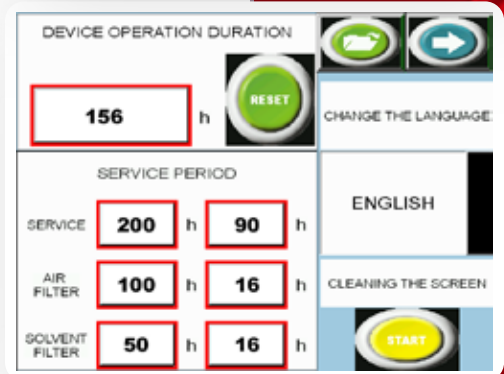 DEVICE OPERATION DURATION
156 h
RESET
CHANGE THE LANGUAGE:
SERVICE PERIOD
SERVICE 200 h 90 h
ENGLISH
AIR
FILTER 100 h 16 h
CLEANING THE SCREEN
SOLVENT
FILTER 50 h 16 h
START